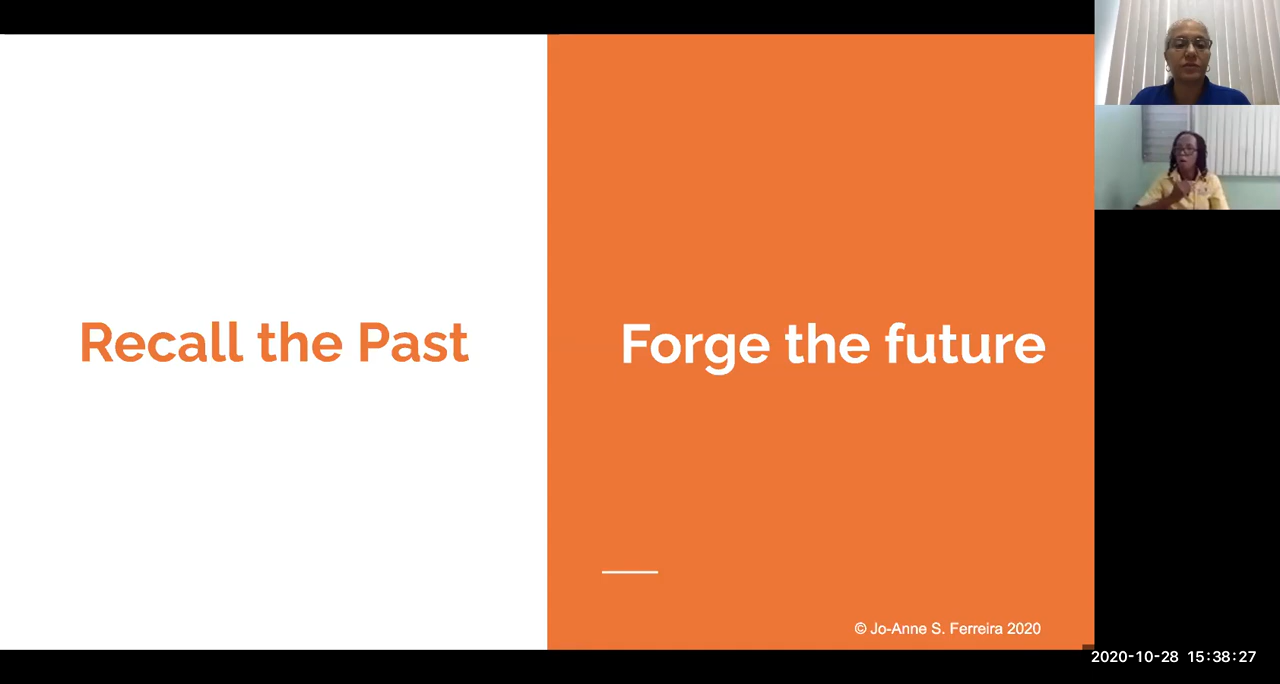 Recall the Past
Forge the future
© Jo-Anne S. Ferreira 2020
2020-10-28 15:38:27